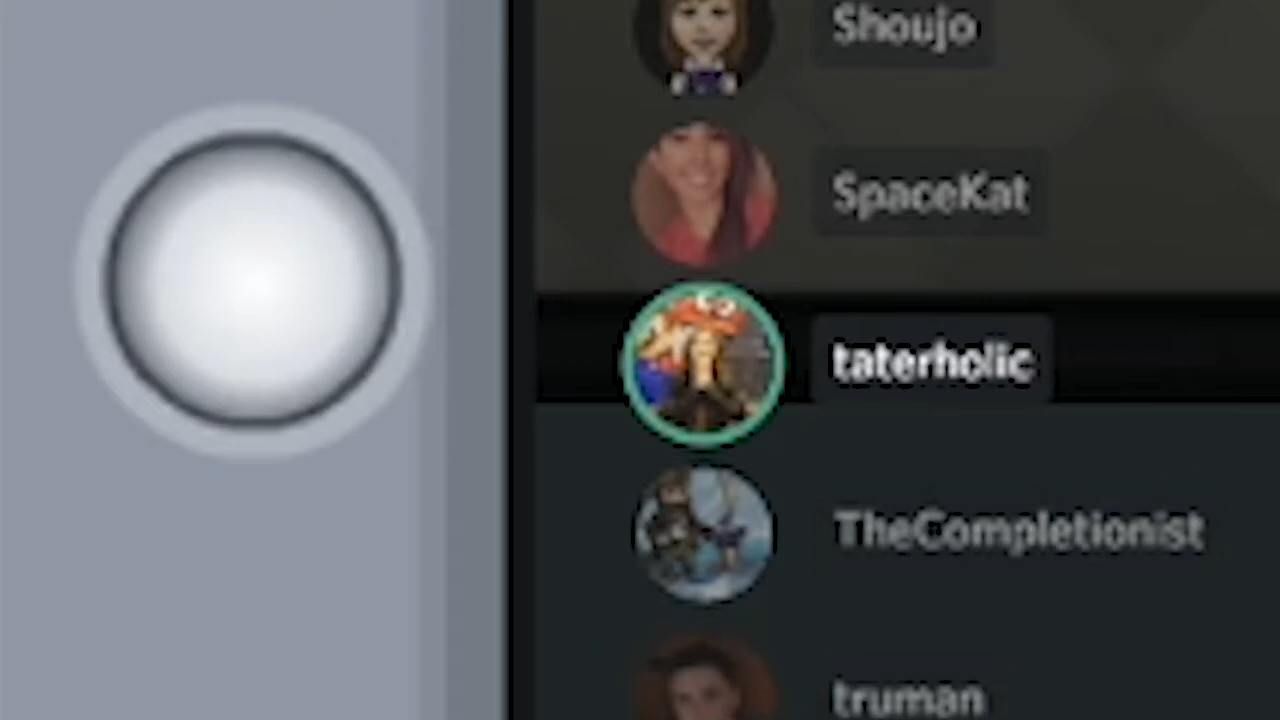 Shoujo
SpaceKat
taterholic
TheCompletionist
truman